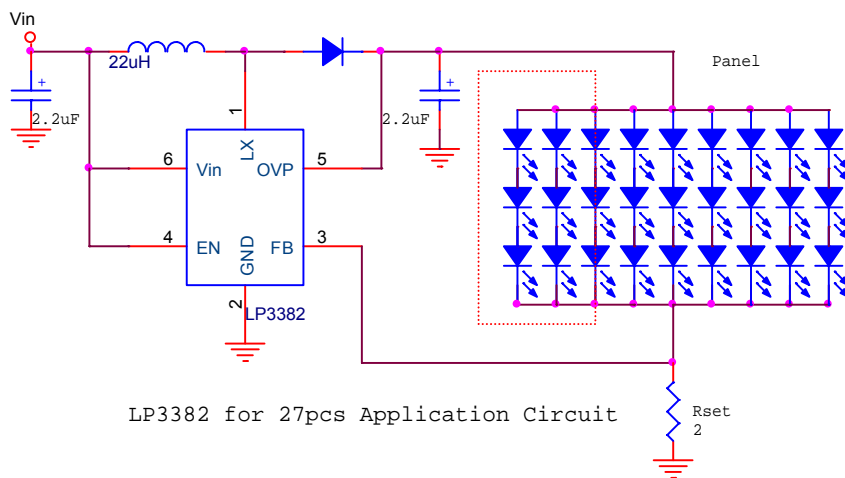 Vin
22uH
Panel
+
2.2uF
+
2.2uF
1
LX
6
Vin
OVP
5
4
EN
GND
FB
3
2
LP3382
LP3382 for 27pcs Application Circuit
Rset
2